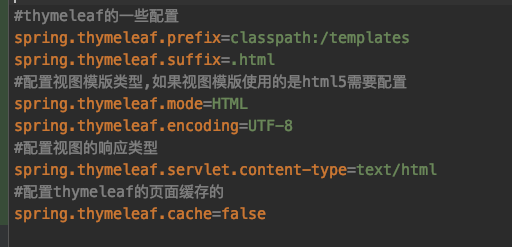 #thymeleaf的一些配置
spring.thymeleaf.prefix=classpath:/templates
spring.thymeleaf.suffix=.html
#配置视图模版类型,如果视图模版使用的是html5需要配置
spring.thymeleaf.mode=HTML
spring.thymeleaf.encoding=UTF-8
#配置视图的响应类型
spring.thymeleaf.servlet.content-type=text/html
#配置thymeleaf的页面缓存的
spring.thymeleaf.cache=false